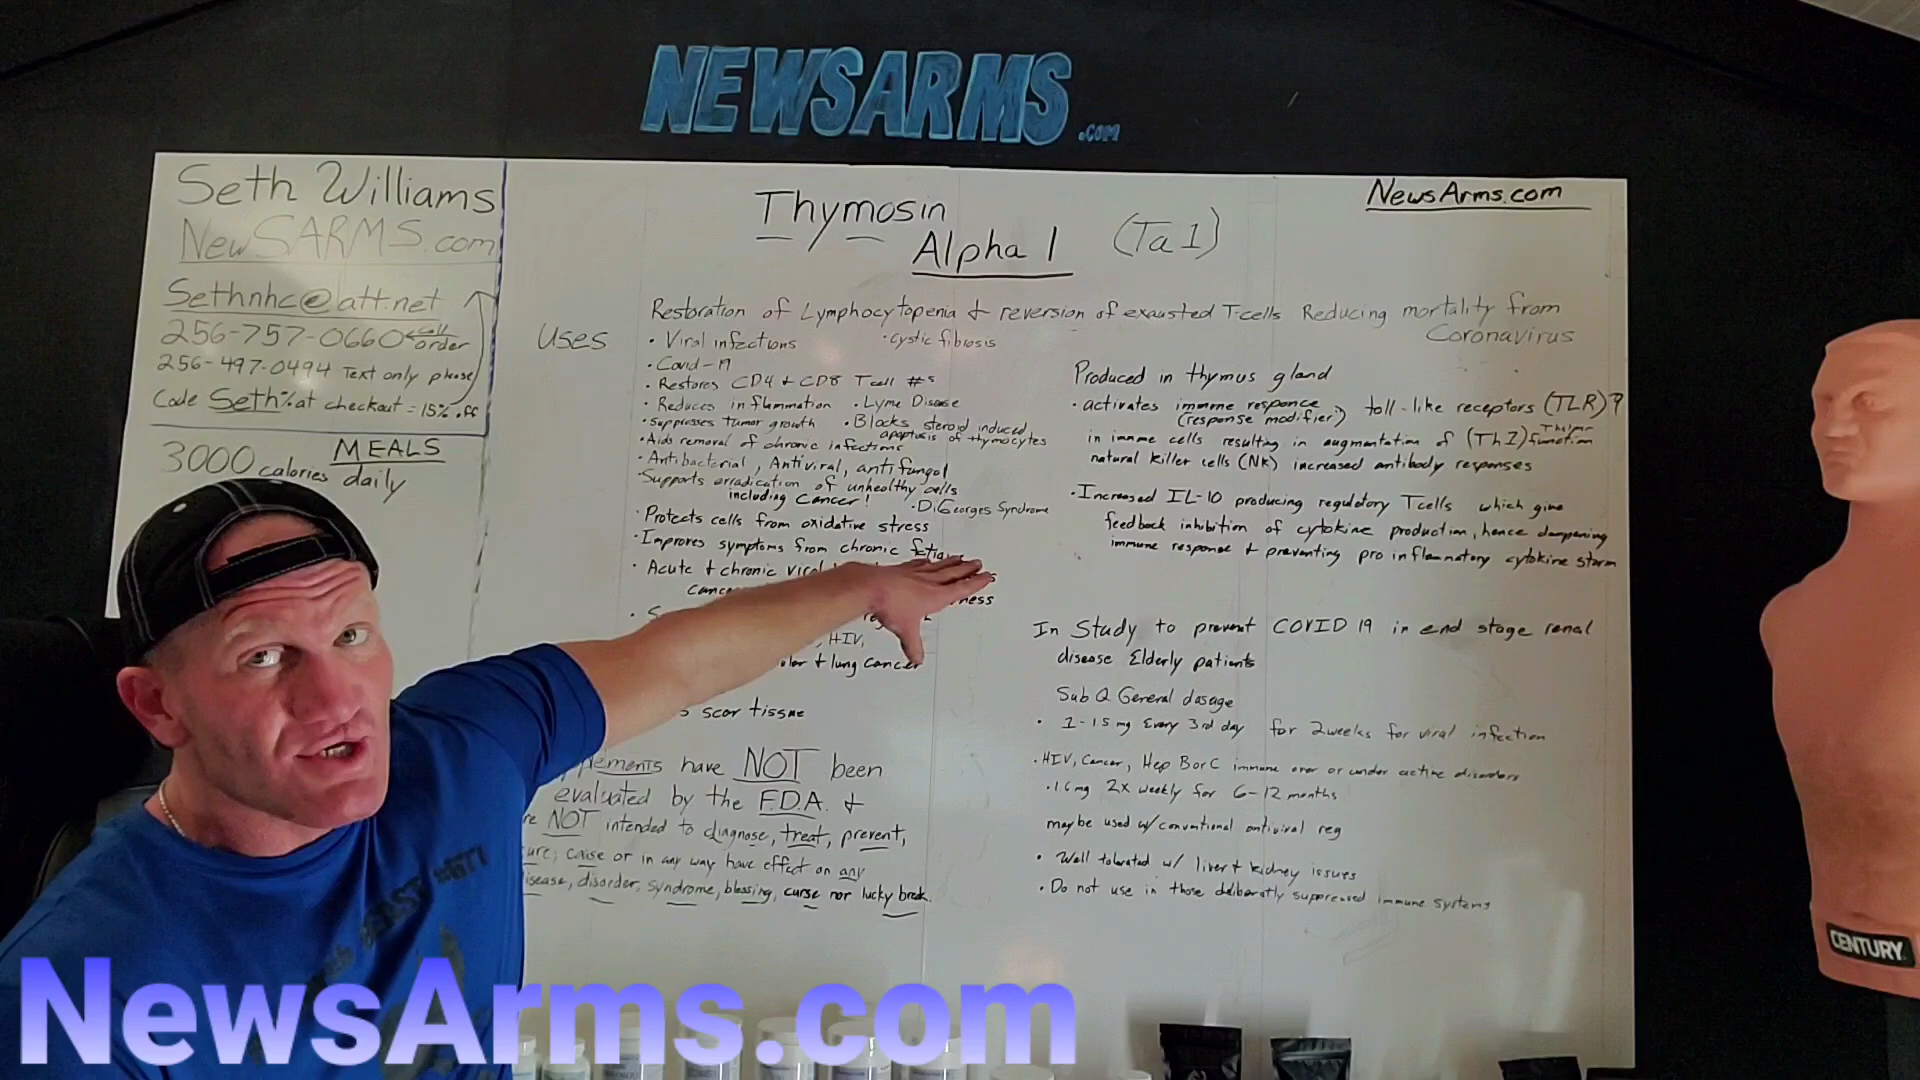 NEWSARMS
.COM
Seth Williams
NewSARMS.com
Sethnhc@att.net
256-757-0660 call
order
256-497-0494 Text only please
Code Seth% at checkout = 15% off
MEALS
3000 calories daily
Thymosin
Alpha 1 (Ta1)
NewsArms.com
Uses
Restoration of Lymphocytopenia & reversion of exausted T-cells Reducing mortality from
Coronavirus
• Viral infections
• cystic fibrosis
• Covid-19
• Restores CD4 + CD8 T cell #s
• Reduces inflammation • Lyme Disease
• Suppresses tumor growth • Blocks steroid induced
apoptosis of thymocytes
• Aids removal of chronic infections
• Antibacterial, Antiviral, antifungal
• Supports erradication of unhealthy cells
including Cancer!
• DiGeorges Syndrome
• Protects cells from oxidative stress
• Improves symptoms from chronic
• Acute & chronic
HIV,
& lung cancer
scar tissue
Produced in thymus gland
• activates immune responce toll-like receptors (TLR)9
(response modifier)
in immune cells resulting in augmentation of (Th1) function
natural killer cells (NK) increased antibody responses
• Increased IL-10 producing regulatory Tcells which give
feedback inhibition of cytokine production, hence dampening
immune response & preventing pro inflammatory cytokine storm
In Study to prevent COVID 19 in end stage renal
disease Elderly patients
Sub Q General dosage
• 1-1.5 mg Every 3rd day for 2 weeks for viral infection
• HIV, Cancer, Hep B or C immune over or under active disorders
• 1.6 mg 2x weekly for 6-12 months
maybe used w/ conventional antiviral reg
• Well tolerated w/ liver & kidney issues
• Do not use in those deliberatly suppressed immune systems
have NOT been
evaluated by the F.D.A. &
NOT intended to diagnose, treat, prevent,
cause or in any way have effect on any
disorder, syndrome, blessing, curse nor lucky break.
CENTURY
NewsArms.com